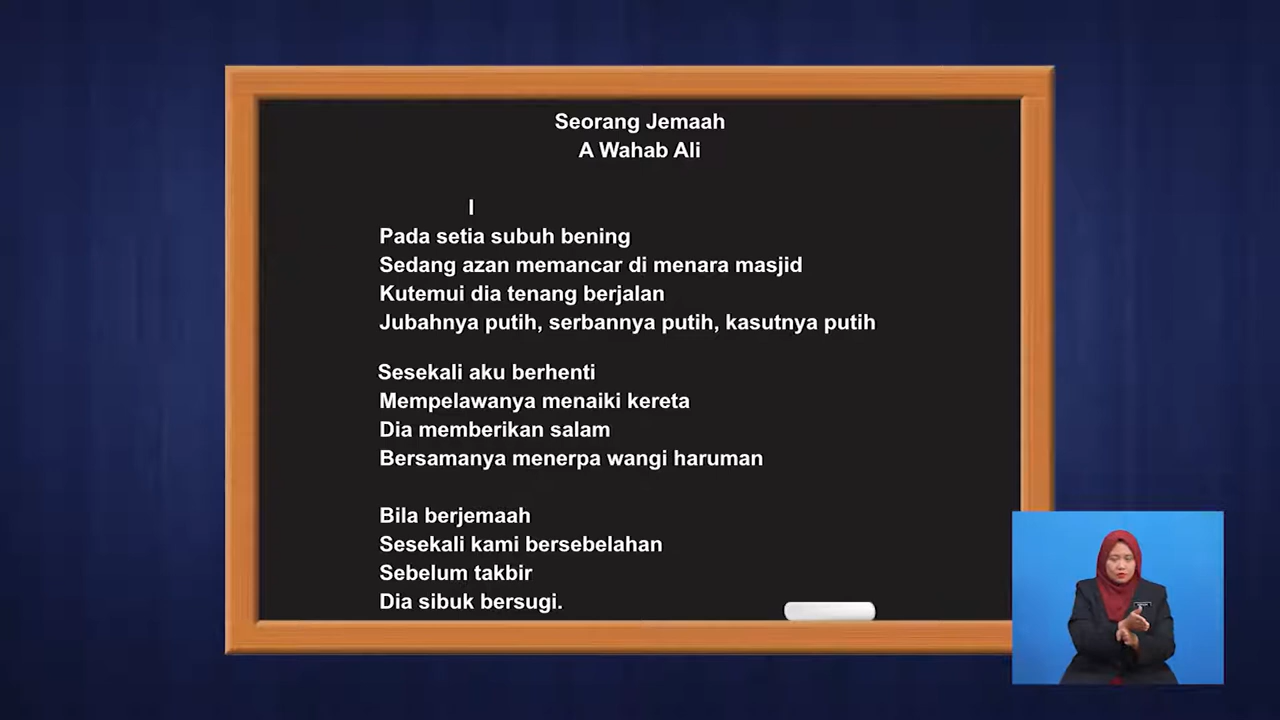 Seorang Jemaah
A Wahab Ali
I
Pada setia subuh bening
Sedang azan memancar di menara masjid
Kutemui dia tenang berjalan
Jubahnya putih, serbannya putih, kasutnya putih
Sesekali aku berhenti
Mempelawanya menaiki kereta
Dia memberikan salam
Bersamanya menerpa wangi haruman
Bila berjemaah
Sesekali kami bersebelahan
Sebelum takbir
Dia sibuk bersugi.